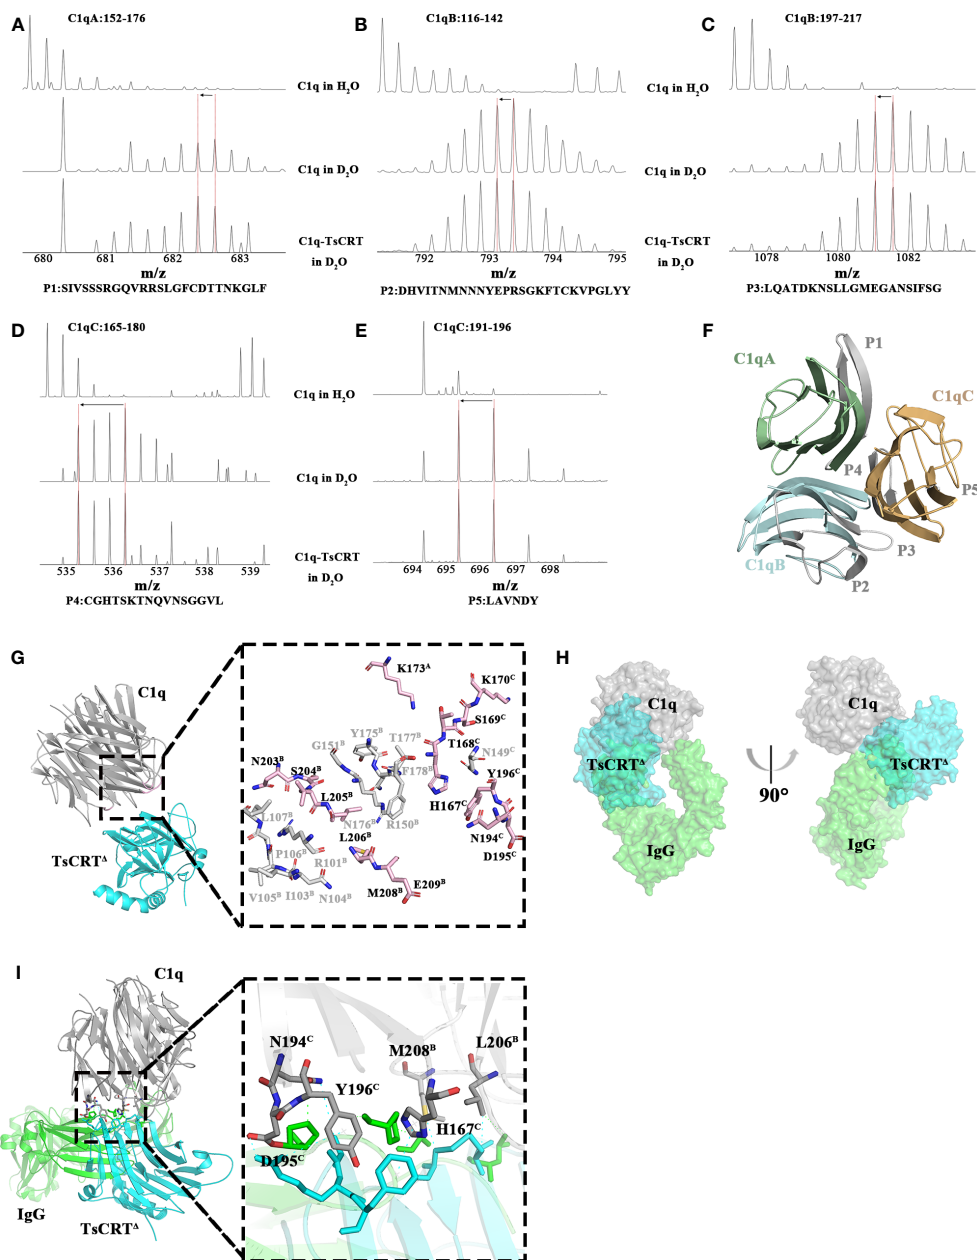 A
C1qA:152-176
C1q in H₂O
C1q in D₂O
C1q-TsCRT
in D₂O
680 681 682 683
m/z
P1:SIVSSSRGQVRRSLGFCDTTNKGLF
B
C1qB:116-142
792 793 794 795
m/z
P2:DHVITNMNNNYEPRSGKFTCKVPGLYY
C
C1qB:197-217
C1q in H₂O
C1q in D₂O
C1q-TsCRT
in D₂O
1078 1080 1082
m/z
P3:LQATDKNSLLGMEGANSIFSG
D
C1qC:165-180
C1q in H₂O
C1q in D₂O
C1q-TsCRT
in D₂O
535 536 537 538 539
m/z
P4:CGHTSKTNQVNSGGVL
E
C1qC:191-196
694 695 696 697 698
m/z
P5:LAVNDY
F
P1
C1qA
C1qC
P4
P5
P3
C1qB
P2
G
C1q
TsCRTᐞ
K173ᴬ
K170ᶜ
S169ᶜ
Y175ᴮ
T177ᴮ
G151ᴮ
T168ᶜ
N149ᶜ
N203ᴮ
S204ᴮ
F178ᴮ
Y196ᶜ
L205ᴮ
H167ᶜ
L107ᴮ
N176ᴮ
R150ᴮ
N194ᶜ
L206ᴮ
P106ᴮ
D195ᶜ
R101ᴮ
M208ᴮ
E209ᴮ
V105ᴮ
I103ᴮ
N104ᴮ
H
C1q
TsCRTᐞ
IgG
90°
C1q
TsCRTᐞ
IgG
I
C1q
IgG
TsCRTᐞ
N194ᶜ
M208ᴮ
L206ᴮ
Y196ᶜ
H167ᶜ
D195ᶜ